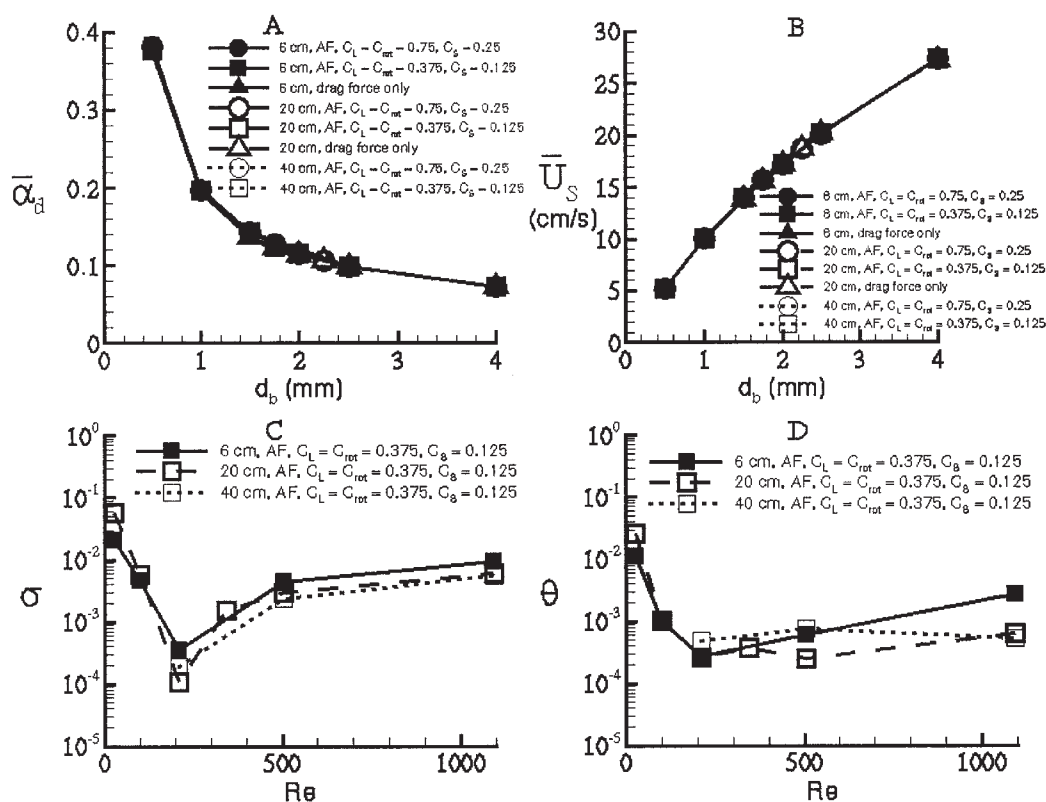 A
0.4
0.3
0.2
0.1
0
0
1
2
3
4
α̅d
d_b (mm)
6 cm, AF, C_L – C_rot – 0.75, C_S – 0.25
6 cm, AF, C_L – C_rot – 0.375, C_S – 0.125
6 cm, drag force only
20 cm, AF, C_L – C_rot – 0.75, C_S – 0.25
20 cm, AF, C_L – C_rot – 0.375, C_S – 0.125
20 cm, drag force only
40 cm, AF, C_L – C_rot – 0.75, C_S – 0.25
40 cm, AF, C_L – C_rot – 0.375, C_S – 0.125
B
30
25
20
15
10
5
0
0
1
2
3
4
U̅_S
(cm/s)
d_b (mm)
6 cm, AF, C_L = C_rot = 0.75, C_S = 0.25
6 cm, AF, C_L = C_rot = 0.375, C_S = 0.125
6 cm, drag force only
20 cm, AF, C_L = C_rot = 0.75, C_S = 0.25
20 cm, AF, C_L = C_rot = 0.375, C_S = 0.125
20 cm, drag force only
40 cm, AF, C_L = C_rot = 0.75, C_S = 0.25
40 cm, AF, C_L = C_rot = 0.375, C_S = 0.125
C
10^0
10^-1
10^-2
10^-3
10^-4
10^-5
0
500
1000
σ
Re
6 cm, AF, C_L = C_rot = 0.375, C_S = 0.125
20 cm, AF, C_L = C_rot = 0.375, C_S = 0.125
40 cm, AF, C_L = C_rot = 0.375, C_S = 0.125
D
10^0
10^-1
10^-2
10^-3
10^-4
10^-5
0
500
1000
θ
Re
6 cm, AF, C_L = C_rot = 0.375, C_S = 0.125
20 cm, AF, C_L = C_rot = 0.375, C_S = 0.125
40 cm, AF, C_L = C_rot = 0.375, C_S = 0.125